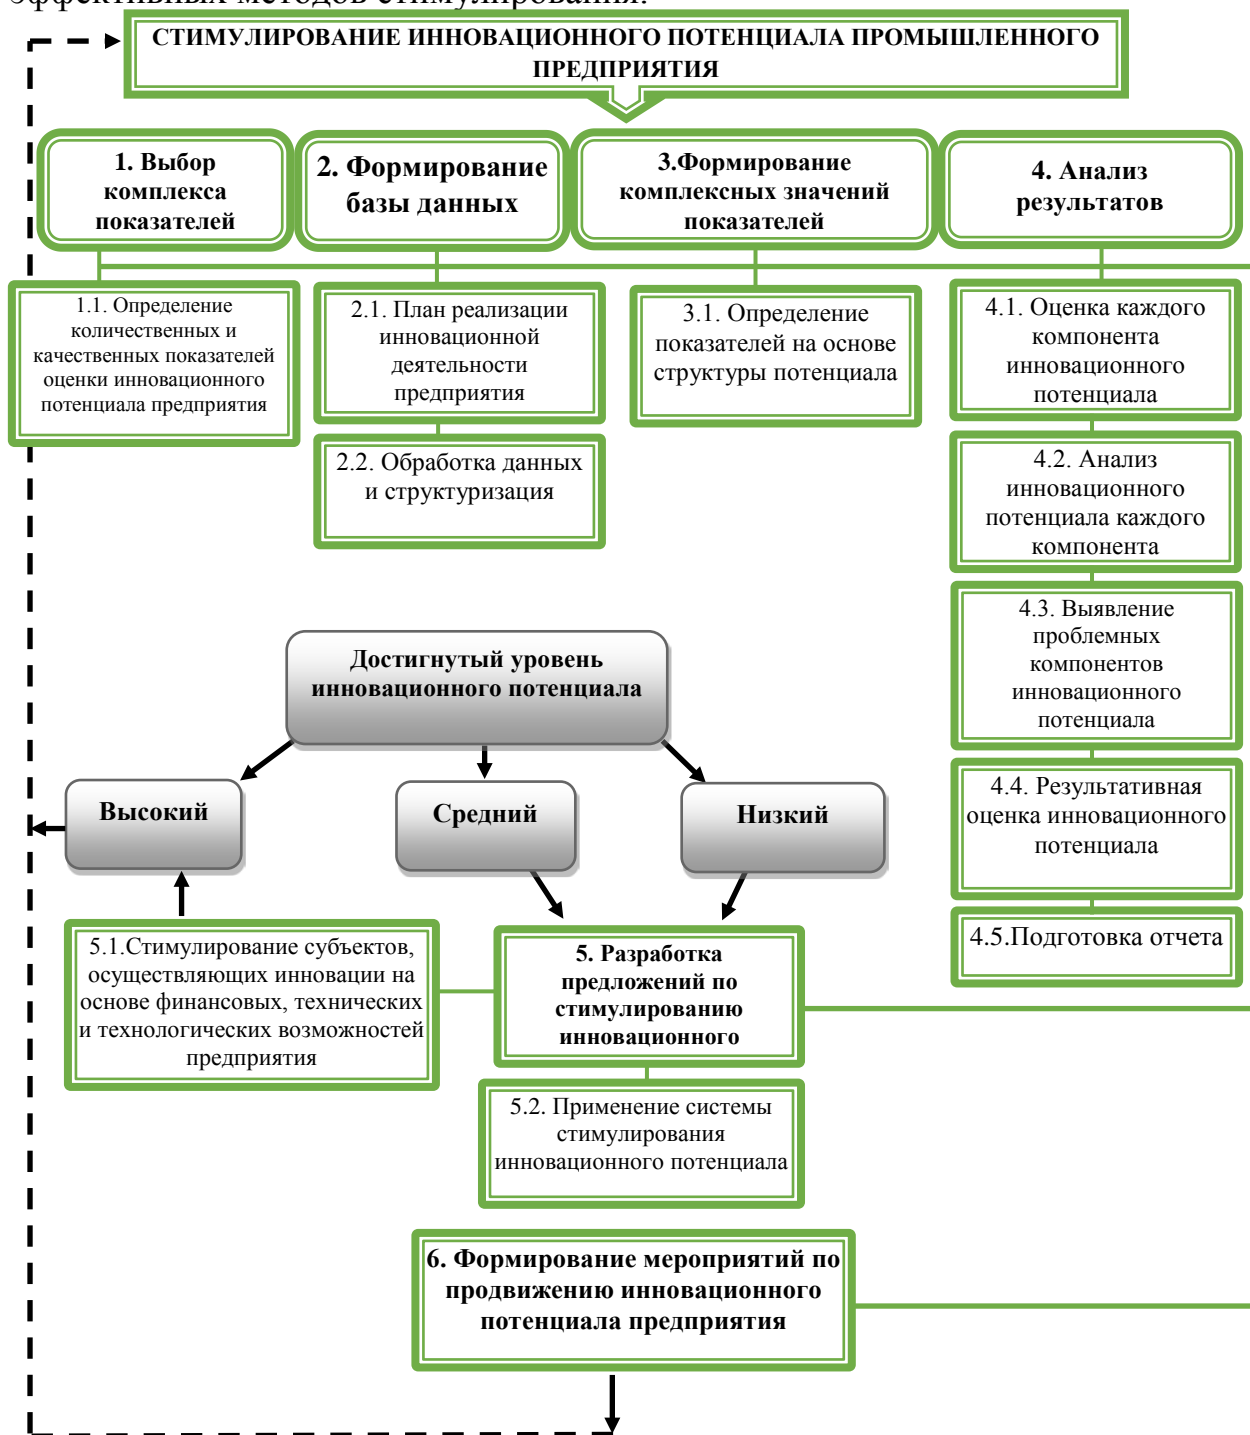 эффективных методов стимулирования.
СТИМУЛИРОВАНИЕ ИННОВАЦИОННОГО ПОТЕНЦИАЛА ПРОМЫШЛЕННОГО
ПРЕДПРИЯТИЯ
1. Выбор
комплекса
показателей
2. Формирование
базы данных
3.Формирование
комплексных значений
показателей
4. Анализ
результатов
1.1. Определение
количественных и
качественных показателей
оценки инновационного
потенциала предприятия
2.1. План реализации
инновационной
деятельности
предприятия
2.2. Обработка данных
и структуризация
3.1. Определение
показателей на основе
структуры потенциала
4.1. Оценка каждого
компонента
инновационного
потенциала
4.2. Анализ
инновационного
потенциала каждого
компонента
4.3. Выявление
проблемных
компонентов
инновационного
потенциала
4.4. Результативная
оценка инновационного
потенциала
4.5.Подготовка отчета
Достигнутый уровень
инновационного потенциала
Высокий
Средний
Низкий
5.1.Стимулирование субъектов,
осуществляющих инновации на
основе финансовых, технических
и технологических возможностей
предприятия
5. Разработка
предложений по
стимулированию
инновационного
5.2. Применение системы
стимулирования
инновационного потенциала
6. Формирование мероприятий по
продвижению инновационного
потенциала предприятия